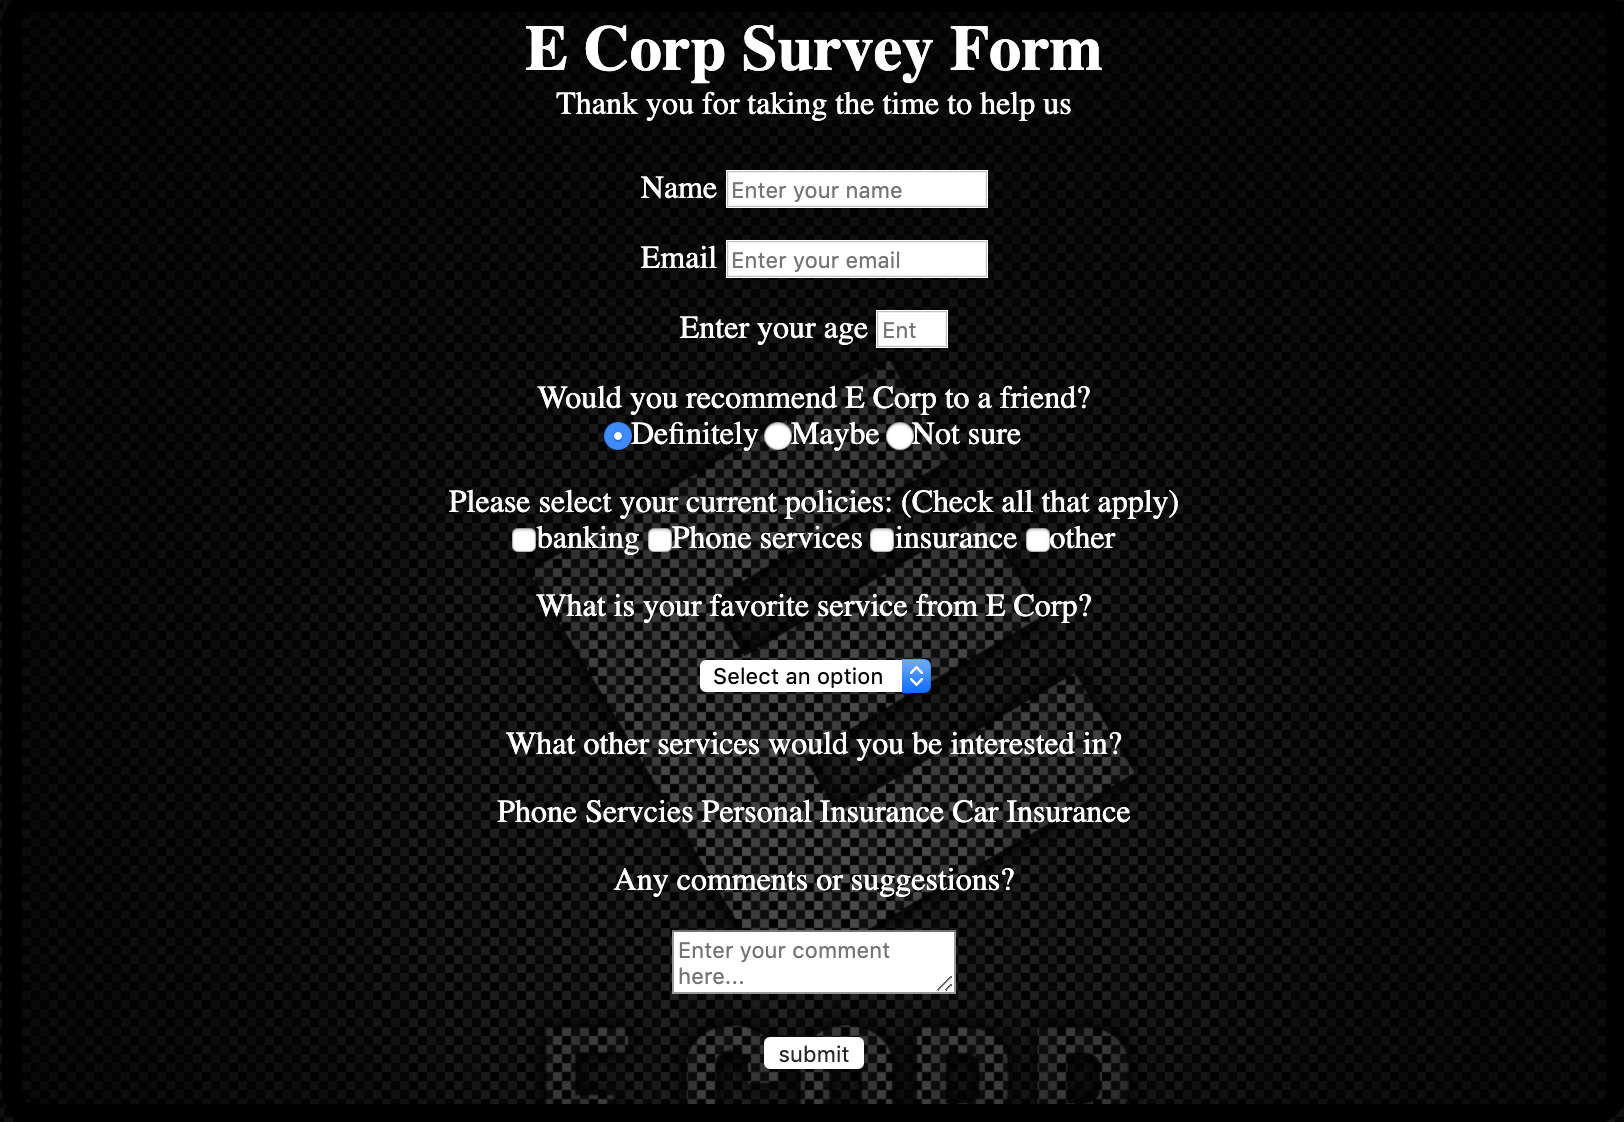 E Corp Survey Form
Thank you for taking the time to help us
Name Enter your name
Email Enter your email
Enter your age Ent
Would you recommend E Corp to a friend?
Definitely Maybe Not sure
Please select your current policies: (Check all that apply)
banking Phone services insurance other
What is your favorite service from E Corp?
Select an option
What other services would you be interested in?
Phone Servcies Personal Insurance Car Insurance
Any comments or suggestions?
Enter your comment
here...
submit
E CORP